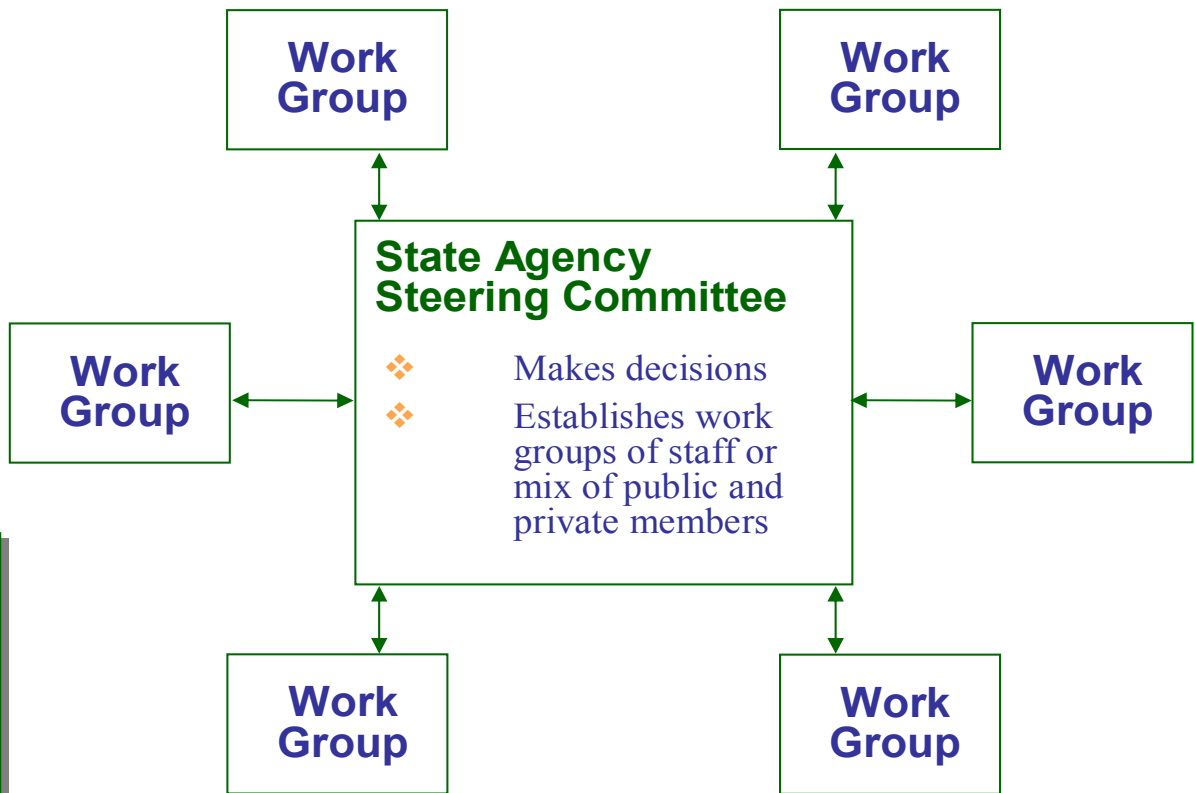 Work
Group
Work
Group
State Agency
Steering Committee
Work
Group
❖ Makes decisions
❖ Establishes work
groups of staff or
mix of public and
private members
Work
Group
Work
Group
Work
Group